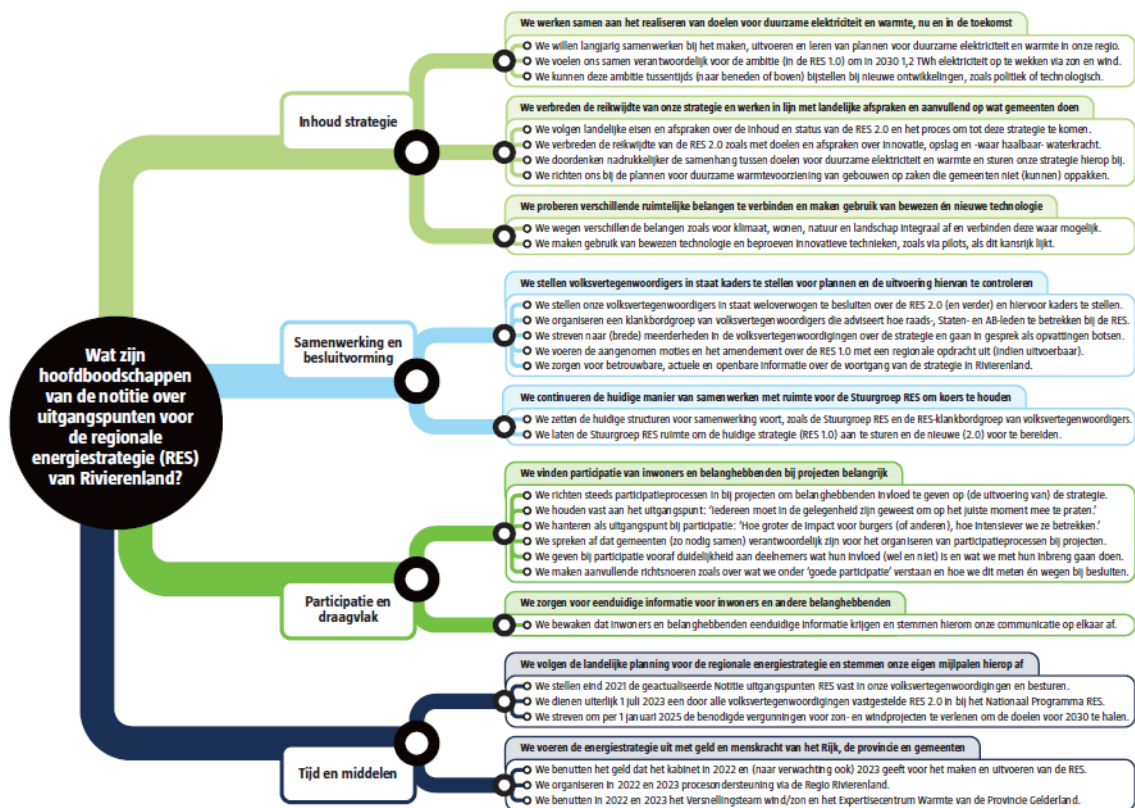 Wat zijn
hoofdboodschappen
van de notitie over
uitgangspunten voor
de regionale
energiestrategie (RES)
van Rivierenland?
Inhoud strategie
We werken samen aan het realiseren van doelen voor duurzame elektriciteit en warmte, nu en in de toekomst
We willen langjarig samenwerken bij het maken, uitvoeren en leren van plannen voor duurzame elektriciteit en warmte in onze regio.
We voelen ons samen verantwoordelijk voor de ambitie (in de RES 1.0) om in 2030 1,2 TWh elektriciteit op te wekken via zon en wind.
We kunnen deze ambitie tussentijds (naar beneden of boven) bijstellen bij nieuwe ontwikkelingen, zoals politiek of technologisch.
We verbreden de reikwijdte van onze strategie en werken in lijn met landelijke afspraken en aanvullend op wat gemeenten doen
We volgen landelijke eisen en afspraken over de inhoud en status van de RES 2.0 en het proces om tot deze strategie te komen.
We verbreden de reikwijdte van de RES 2.0 zoals met doelen en afspraken over innovatie, opslag en -waar haalbaar- waterkracht.
We doordenken nadrukkelijker de samenhang tussen doelen voor duurzame elektriciteit en warmte en sturen onze strategie hierop bij.
We richten ons bij de plannen voor duurzame warmtevoorziening van gebouwen op zaken die gemeenten niet (kunnen) oppakken.
We proberen verschillende ruimtelijke belangen te verbinden en maken gebruik van bewezen én nieuwe technologie
We wegen verschillende belangen zoals voor klimaat, wonen, natuur en landschap integraal af en verbinden deze waar mogelijk.
We maken gebruik van bewezen technologie en beproeven innovatieve technieken, zoals via pilots, als dit kansrijk lijkt.
Samenwerking en
besluitvorming
We stellen volksvertegenwoordigers in staat kaders te stellen voor plannen en de uitvoering hiervan te controleren
We stellen onze volksvertegenwoordigers in staat weloverwogen te besluiten over de RES 2.0 (en verder) en hiervoor kaders te stellen.
We organiseren een klankbordgroep van volksvertegenwoordigers die adviseert hoe raads-, Staten- en AB-leden te betrekken bij de RES.
We streven naar (brede) meerderheden in de volksvertegenwoordigingen over de strategie en gaan in gesprek als opvattingen botsen.
We voeren de aangenomen moties en het amendement over de RES 1.0 met een regionale opdracht uit (indien uitvoerbaar).
We zorgen voor betrouwbare, actuele en openbare informatie over de voortgang van de strategie in Rivierenland.
We continueren de huidige manier van samenwerken met ruimte voor de Stuurgroep RES om koers te houden
We zetten de huidige structuren voor samenwerking voort, zoals de Stuurgroep RES en de RES-klankbordgroep van volksvertegenwoordigers.
We laten de Stuurgroep RES ruimte om de huidige strategie (RES 1.0) aan te sturen en de nieuwe (2.0) voor te bereiden.
Participatie en
draagvlak
We vinden participatie van inwoners en belanghebbenden bij projecten belangrijk
We richten steeds participatieprocessen in bij projecten om belanghebbenden invloed te geven op (de uitvoering van) de strategie.
We houden vast aan het uitgangspunt: 'Iedereen moet in de gelegenheid zijn geweest om op het juiste moment mee te praten.'
We hanteren als uitgangspunt bij participatie: 'Hoe groter de impact voor burgers (of anderen), hoe intensiever we ze betrekken.'
We spreken af dat gemeenten (zo nodig samen) verantwoordelijk zijn voor het organiseren van participatieprocessen bij projecten.
We geven bij participatie vooraf duidelijkheid aan deelnemers wat hun invloed (wel en niet) is en wat we met hun inbreng gaan doen.
We maken aanvullende richtsnoeren zoals over wat we onder 'goede participatie' verstaan en hoe we dit meten én wegen bij besluiten.
We zorgen voor eenduidige informatie voor inwoners en andere belanghebbenden
We bewaken dat inwoners en belanghebbenden eenduidige informatie krijgen en stemmen hierom onze communicatie op elkaar af.
Tijd en middelen
We volgen de landelijke planning voor de regionale energiestrategie en stemmen onze eigen mijlpalen hierop af
We stellen eind 2021 de geactualiseerde Notitie uitgangspunten RES vast in onze volksvertegenwoordigingen en besturen.
We dienen uiterlijk 1 juli 2023 een door alle volksvertegenwoordigingen vastgestelde RES 2.0 in bij het Nationaal Programma RES.
We streven om per 1 januari 2025 de benodigde vergunningen voor zon- en windprojecten te verlenen om de doelen voor 2030 te halen.
We voeren de energiestrategie uit met geld en menskracht van het Rijk, de provincie en gemeenten
We benutten het geld dat het kabinet in 2022 en (naar verwachting ook) 2023 geeft voor het maken en uitvoeren van de RES.
We organiseren in 2022 en 2023 procesondersteuning via de Regio Rivierenland.
We benutten in 2022 en 2023 het Versnellingsteam wind/zon en het Expertisecentrum Warmte van de Provincie Gelderland.